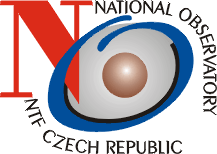 N
NATIONAL OBSERVATORY
NTF CZECH REPUBLIC